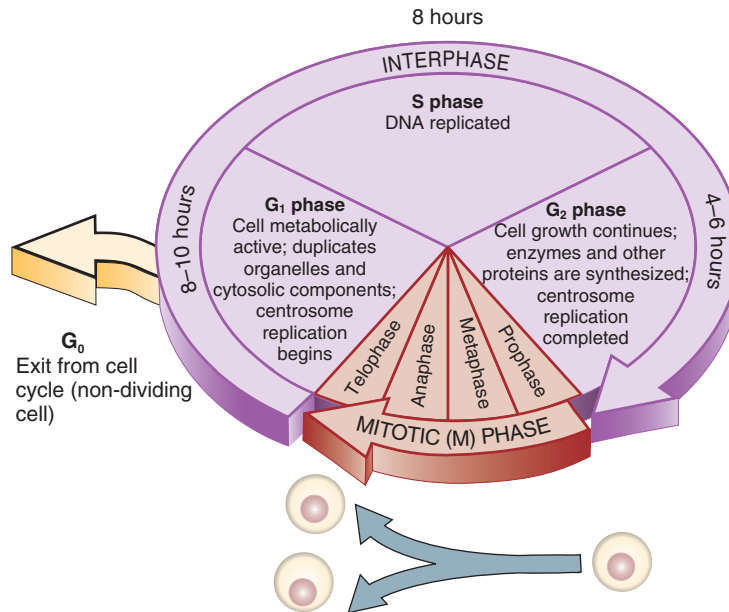 8 hours
INTERPHASE
S phase
DNA replicated
8–10 hours
G₁ phase
Cell metabolically
active; duplicates
organelles and
cytosolic components;
centrosome
replication
begins
G₂ phase
Cell growth continues;
enzymes and other
proteins are synthesized;
centrosome
replication
completed
4–6 hours
G₀
Exit from cell
cycle (non-dividing
cell)
Telophase
Anaphase
Metaphase
Prophase
MITOTIC (M) PHASE